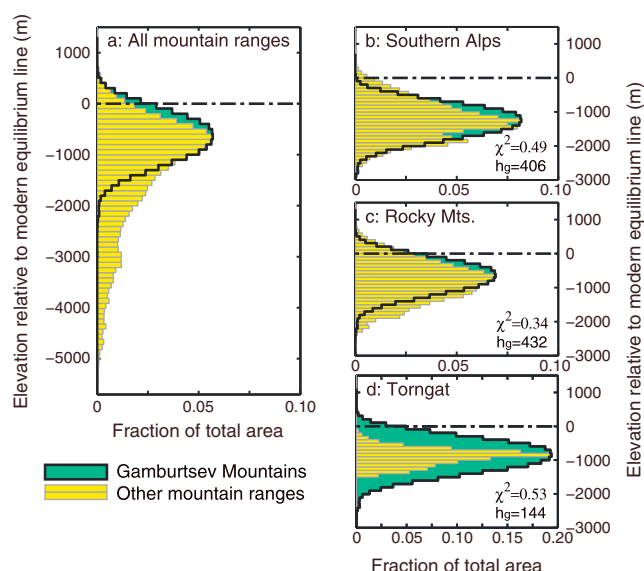 a: All mountain ranges
1000
0
−1000
−2000
−3000
−4000
−5000
Elevation relative to modern equilibrium line (m)
0
0.05
0.10
Fraction of total area
Gamburtsev Mountains
Other mountain ranges
b: Southern Alps
1000
0
−1000
−2000
−3000
χ²=0.49
hg=406
0
0.05
0.10
c: Rocky Mts.
1000
0
−1000
−2000
−3000
χ²=0.34
hg=432
0
0.05
0.10
d: Torngat
1000
0
−1000
−2000
−3000
χ²=0.53
hg=144
0
0.05
0.10
0.15
0.20
Fraction of total area
Elevation relative to modern equilibrium line (m)